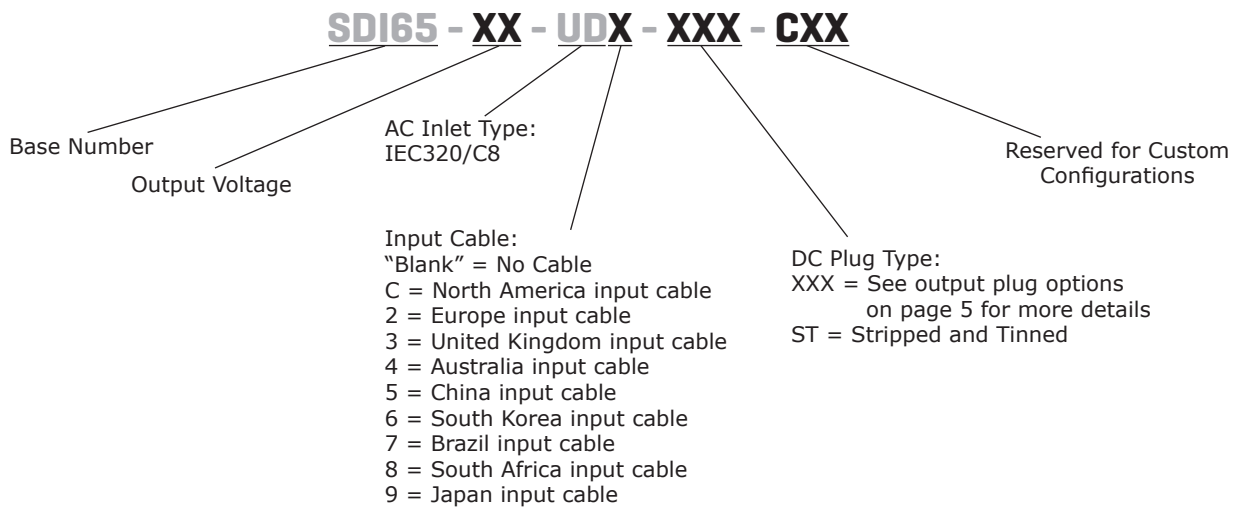 SDI65 - XX - UDX - XXX - CXX
Base Number
Output Voltage
AC Inlet Type:
IEC320/C8
Input Cable:
“Blank” = No Cable
C = North America input cable
2 = Europe input cable
3 = United Kingdom input cable
4 = Australia input cable
5 = China input cable
6 = South Korea input cable
7 = Brazil input cable
8 = South Africa input cable
9 = Japan input cable
DC Plug Type:
XXX = See output plug options
on page 5 for more details
ST = Stripped and Tinned
Reserved for Custom
Configurations